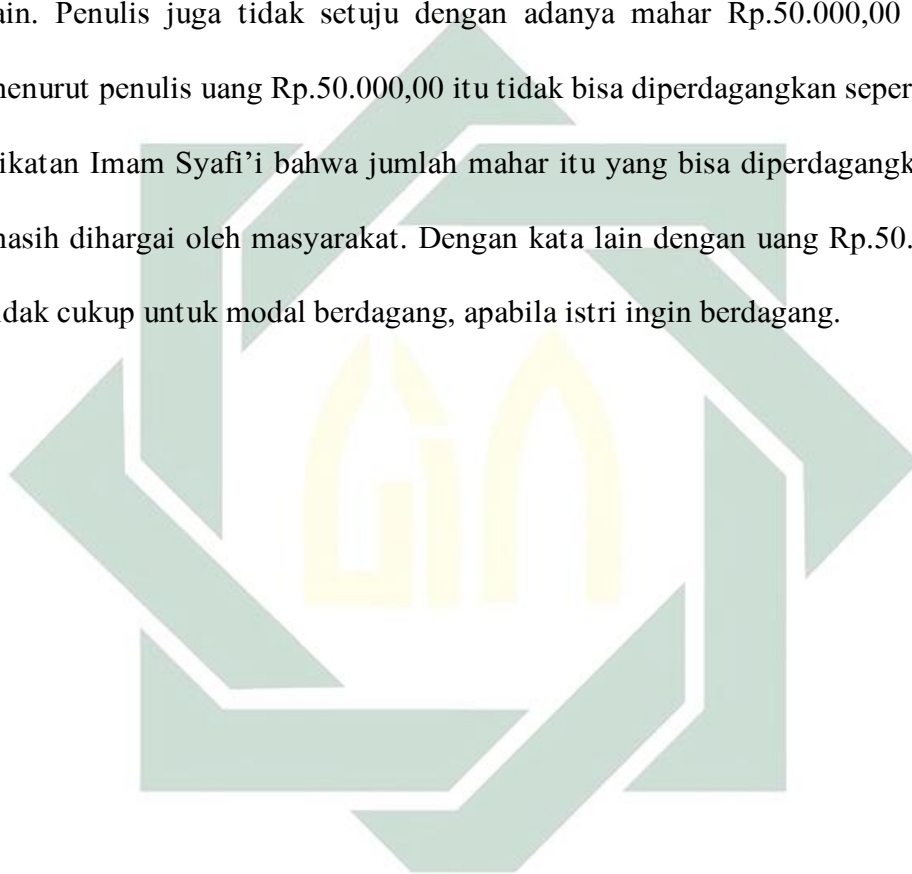 ain. Penulis juga tidak setuju dengan adanya mahar Rp.50.000,00
menurut penulis uang Rp.50.000,00 itu tidak bisa diperdagangkan seper
ikatan Imam Syafi’i bahwa jumlah mahar itu yang bisa diperdagangk
masih dihargai oleh masyarakat. Dengan kata lain dengan uang Rp.50.
idak cukup untuk modal berdagang, apabila istri ingin berdagang.